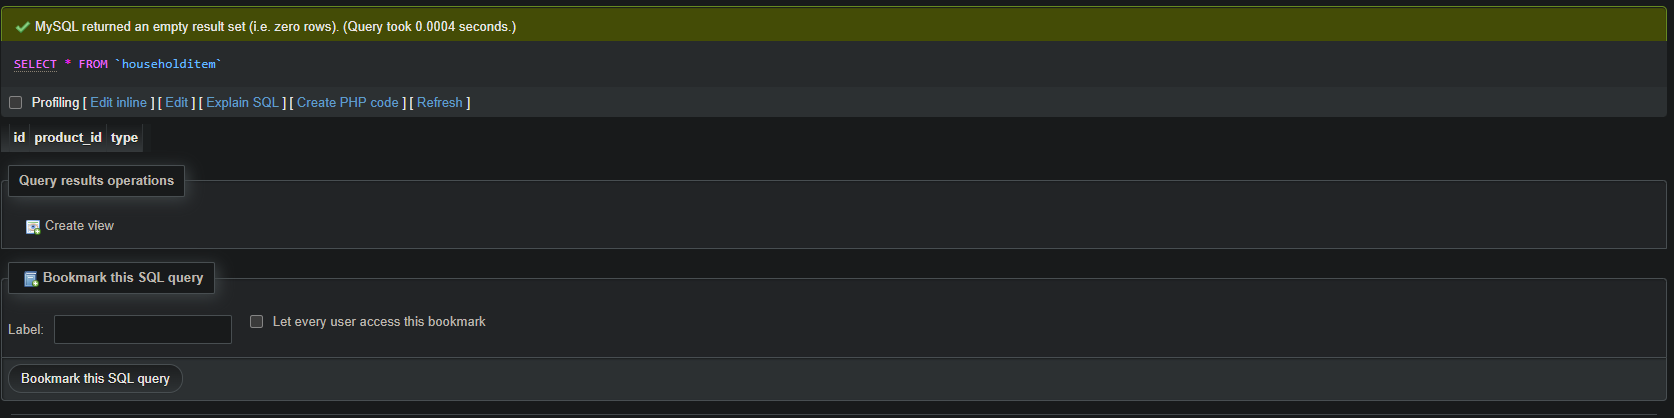 MySQL returned an empty result set (i.e. zero rows). (Query took 0.0004 seconds.)
SELECT * FROM `householditem`
Profiling [ Edit inline ] [ Edit ] [ Explain SQL ] [ Create PHP code ] [ Refresh ]
id product_id type
Query results operations
Create view
Bookmark this SQL query
Label: Let every user access this bookmark
Bookmark this SQL query